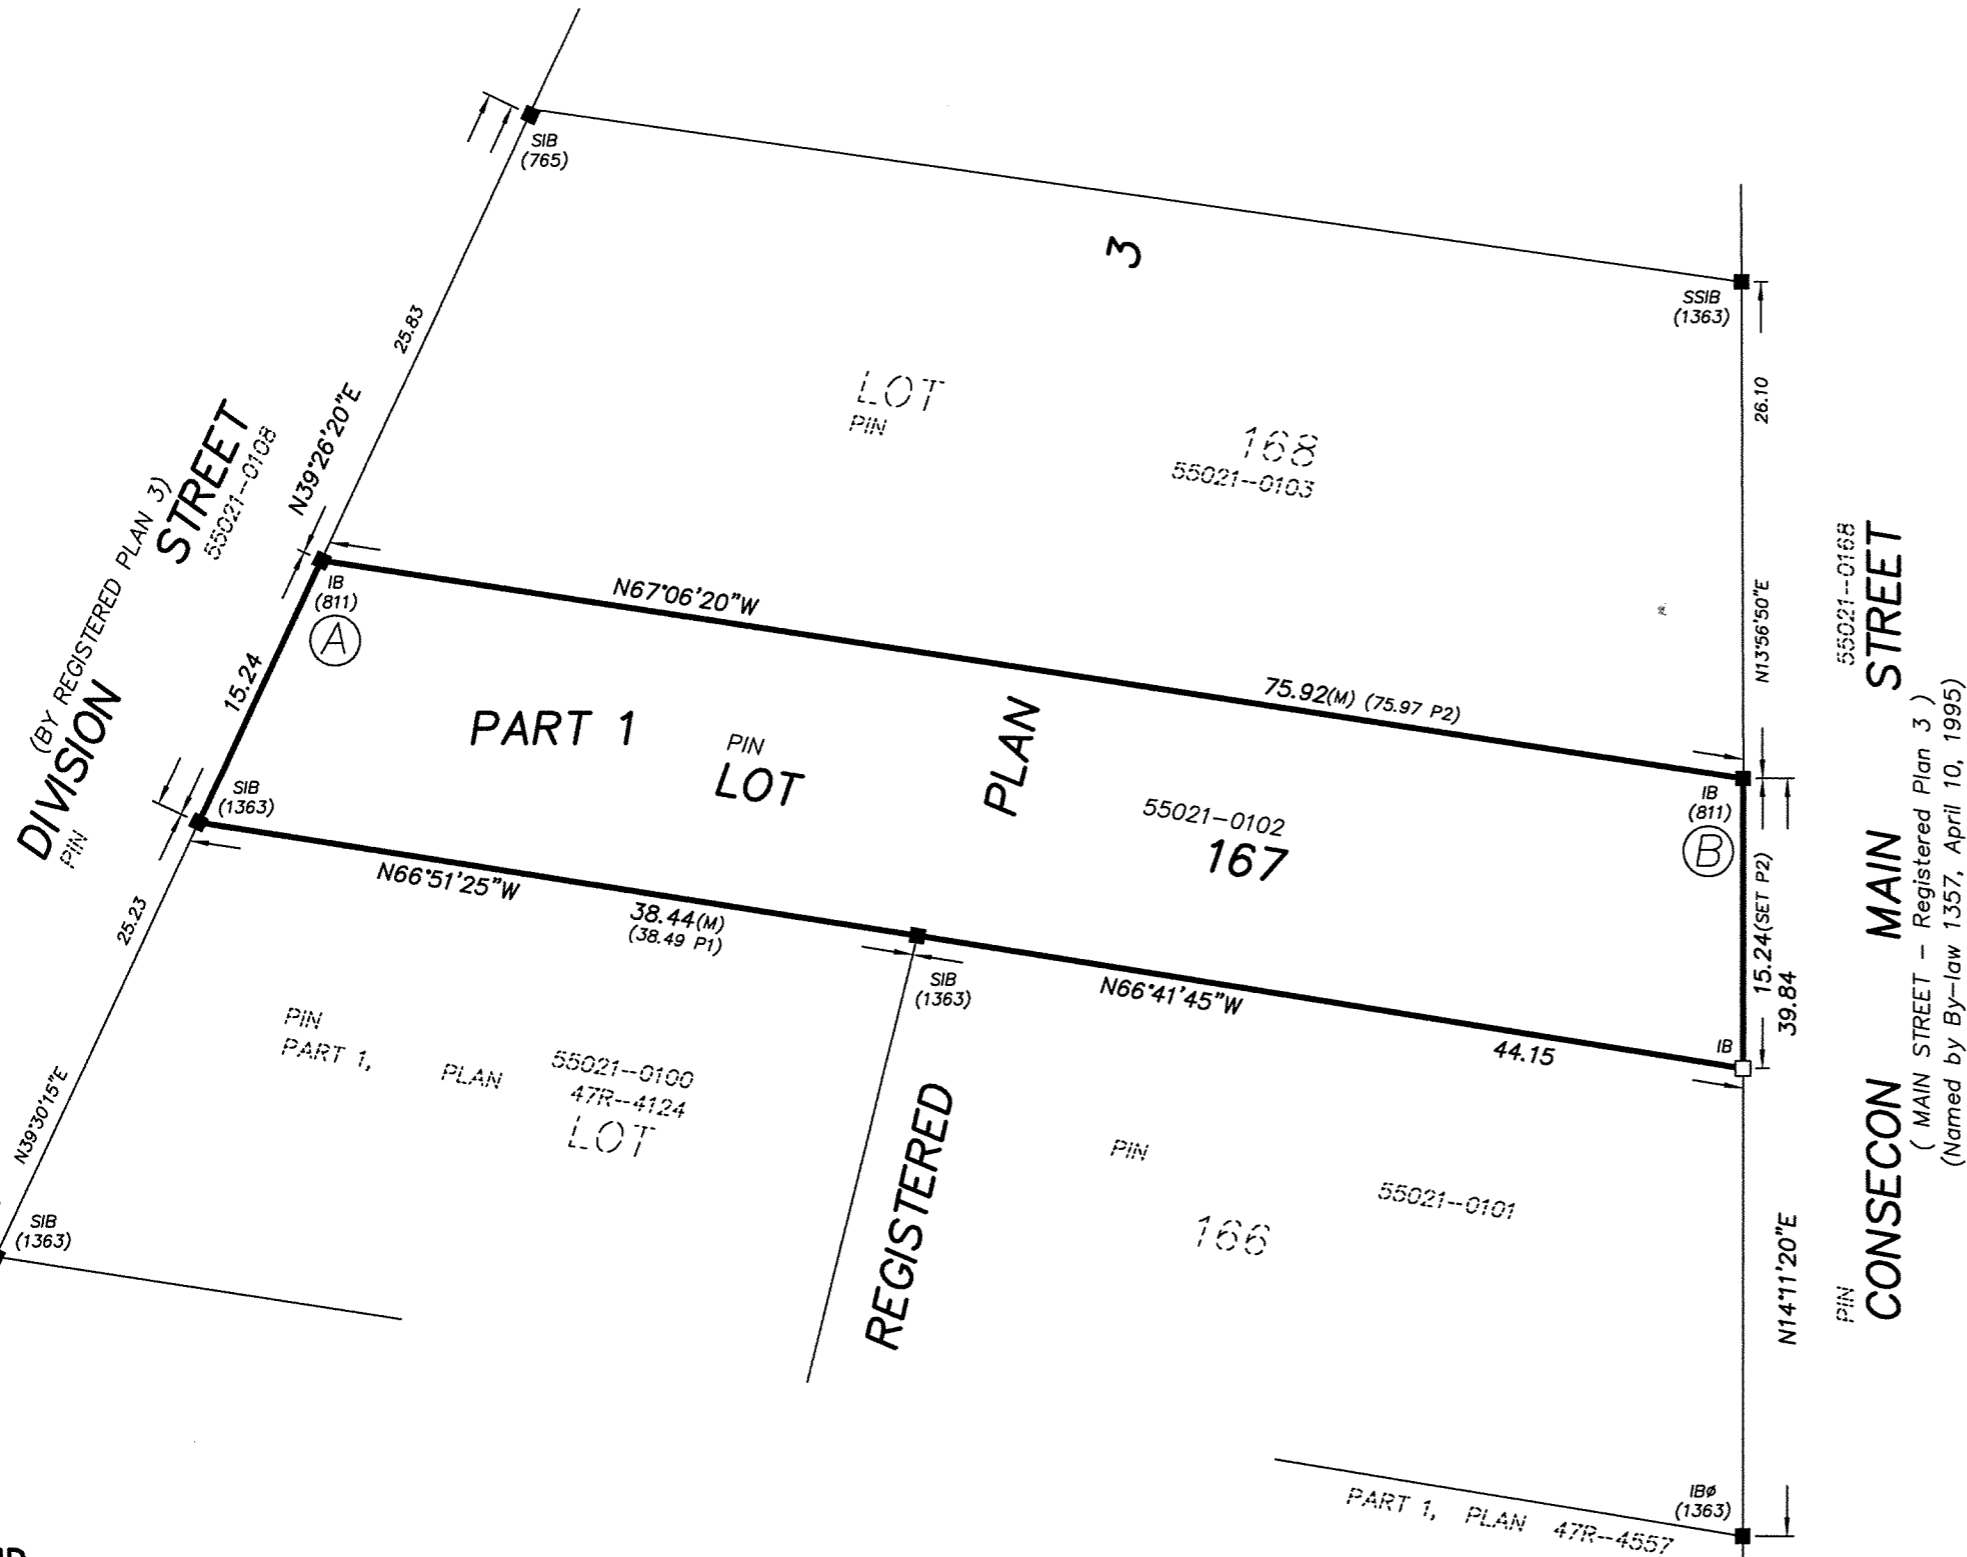 SIB
(765)
3
SSIB
(1363)
25.83
26.10
LOT
PIN
168
55021-0103
N39°26'20"E
DIVISION STREET
(BY REGISTERED PLAN 3)
PIN 55021-0108
IB
(811)
A
N67°06'20"W
75.92(M) (75.97 P2)
N13°56'50"E
15.24
PART 1
PIN
LOT
PLAN
55021-0102
167
IB
(811)
B
SIB
(1363)
N66°51'25"W
38.44(M)
(38.49 P1)
SIB
(1363)
N66°41'45"W
44.15
IB
15.24(SET P2)
39.84
25.23
N39°30'15"E
PIN
PART 1, PLAN
55021-0100
47R-4124
LOT
REGISTERED
PIN
55021-0101
166
SIB
(1363)
N14°11'20"E
PIN 55021-0168
CONSECON MAIN STREET
( MAIN STREET - Registered Plan 3 )
(Named by By-law 1357, April 10, 1995)
IBø
(1363)
PART 1, PLAN 47R-4557